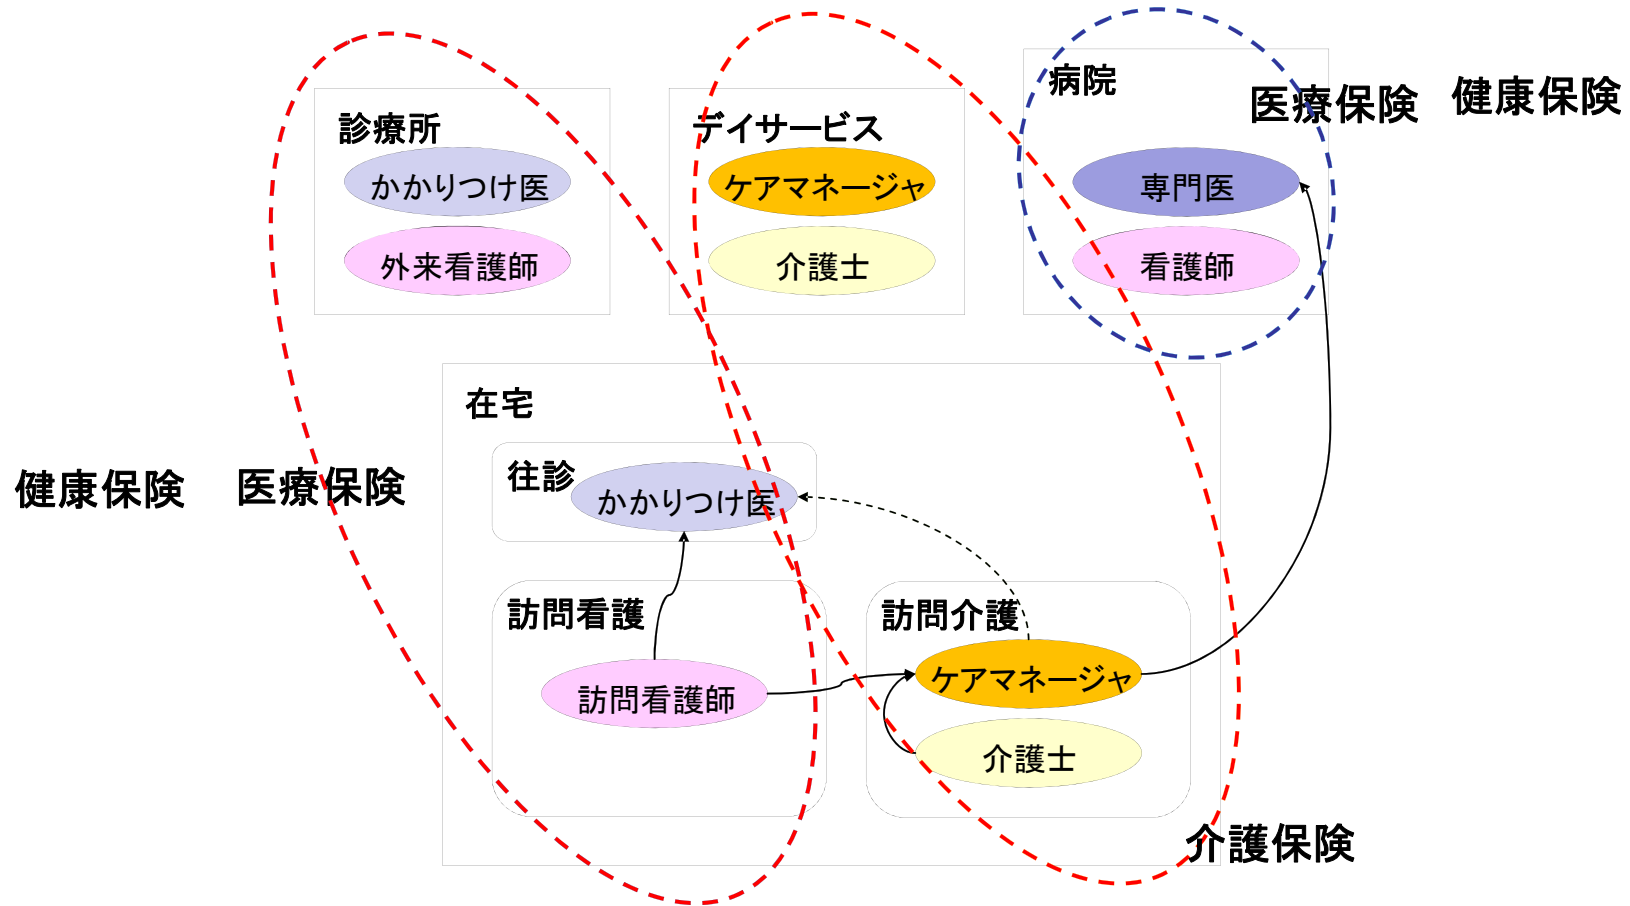 病院
医療保険
健康保険
診療所
デイサービス
かかりつけ医
ケアマネージャ
専門医
外来看護師
介護士
看護師
在宅
健康保険
医療保険
往診
かかりつけ医
訪問看護
訪問介護
訪問看護師
ケアマネージャ
介護士
介護保険